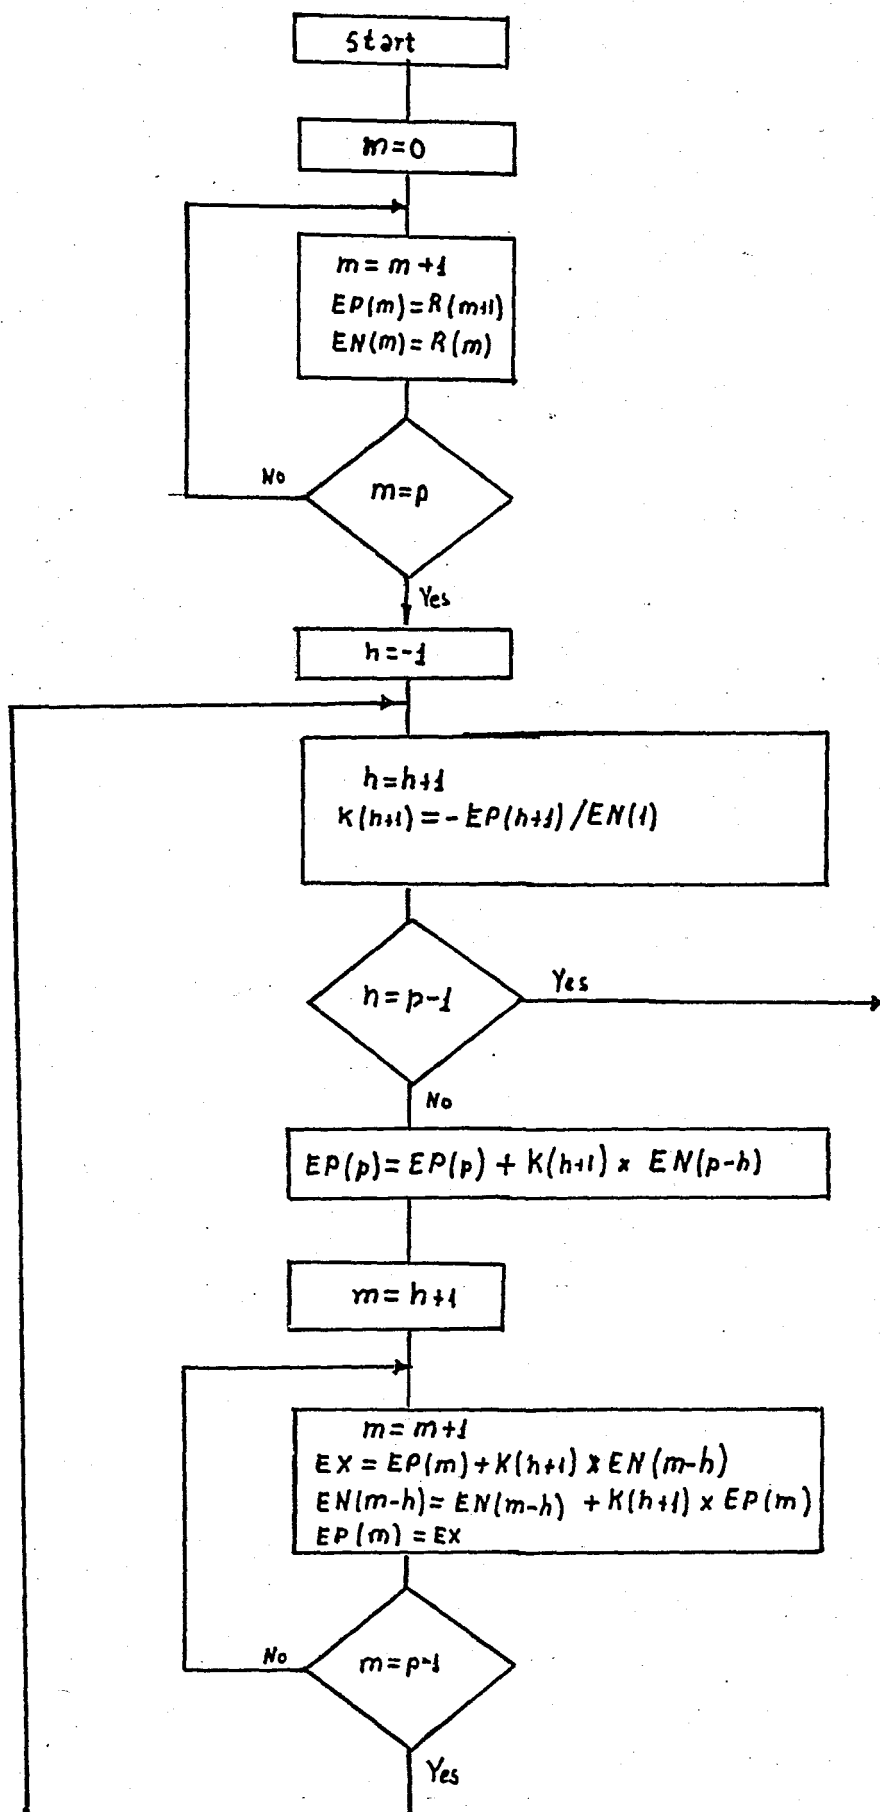 Start
m=0
m = m+1
EP(m)=R(m+1)
EN(m)=R(m)
No
m=p
Yes
h=-1
h=h+1
K(h+1) = -EP(h+1)/EN(1)
h=p-1
Yes
No
EP(p)=EP(p) + K(h+1) x EN(p-h)
m= h+1
m= m+1
EX = EP(m)+K(h+1) x EN(m-h)
EN(m-h)= EN(m-h) + K(h+1) x EP(m)
EP(m) = EX
No
m=p-1
Yes